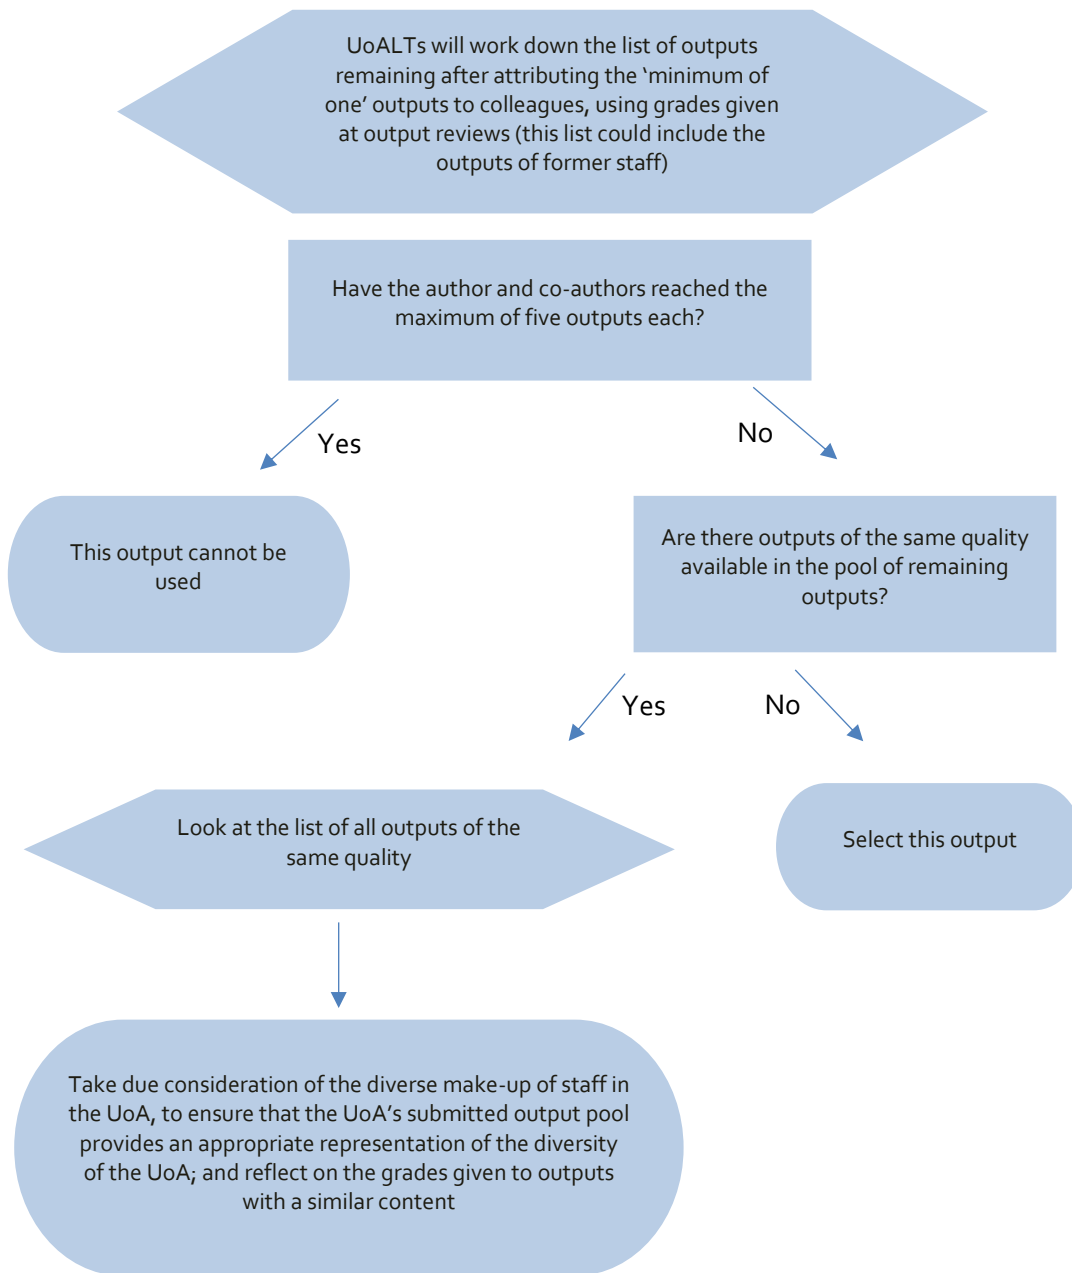 UoALTs will work down the list of outputs
remaining after attributing the ‘minimum of
one’ outputs to colleagues, using grades given
at output reviews (this list could include the
outputs of former staff)
Have the author and co-authors reached the
maximum of five outputs each?
Yes
No
This output cannot be
used
Are there outputs of the same quality
available in the pool of remaining
outputs?
Yes
No
Look at the list of all outputs of the
same quality
Select this output
Take due consideration of the diverse make-up of staff in
the UoA, to ensure that the UoA’s submitted output pool
provides an appropriate representation of the diversity
of the UoA; and reflect on the grades given to outputs
with a similar content